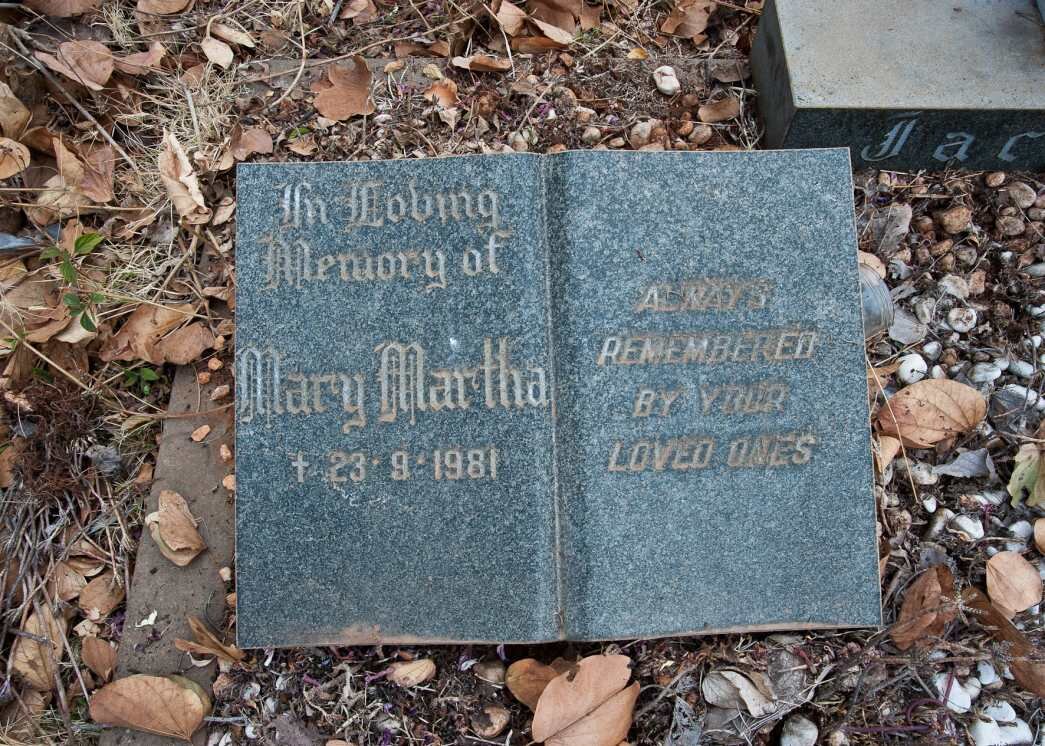 In Loving
Memory of
Mary Martha
† 23·9·1981
ALWAYS
REMEMBERED
BY YOUR
LOVED ONES
Jac